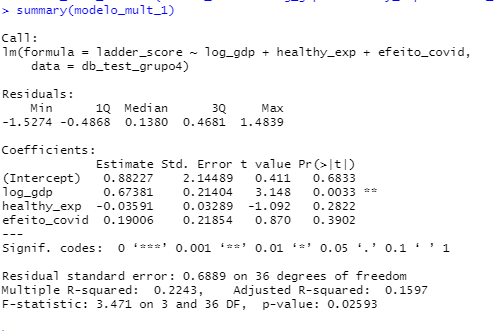 > summary(modelo_mult_1)
Call:
lm(formula = ladder_score ~ log_gdp + healthy_exp + efeito_covid,
    data = db_test_grupo4)
Residuals:
    Min      1Q  Median      3Q     Max
-1.5274 -0.4868  0.1380  0.4681  1.4839
Coefficients:
             Estimate Std. Error t value Pr(>|t|)
(Intercept)   0.88227    2.14489   0.411   0.6833
log_gdp       0.67381    0.21404   3.148   0.0033 **
healthy_exp  -0.03591    0.03289  -1.092   0.2822
efeito_covid  0.19006    0.21854   0.870   0.3902
---
Signif. codes:  0 ‘***’ 0.001 ‘**’ 0.01 ‘*’ 0.05 ‘.’ 0.1 ‘ ’ 1
Residual standard error: 0.6889 on 36 degrees of freedom
Multiple R-squared:  0.2243,    Adjusted R-squared:  0.1597
F-statistic: 3.471 on 3 and 36 DF,  p-value: 0.02593